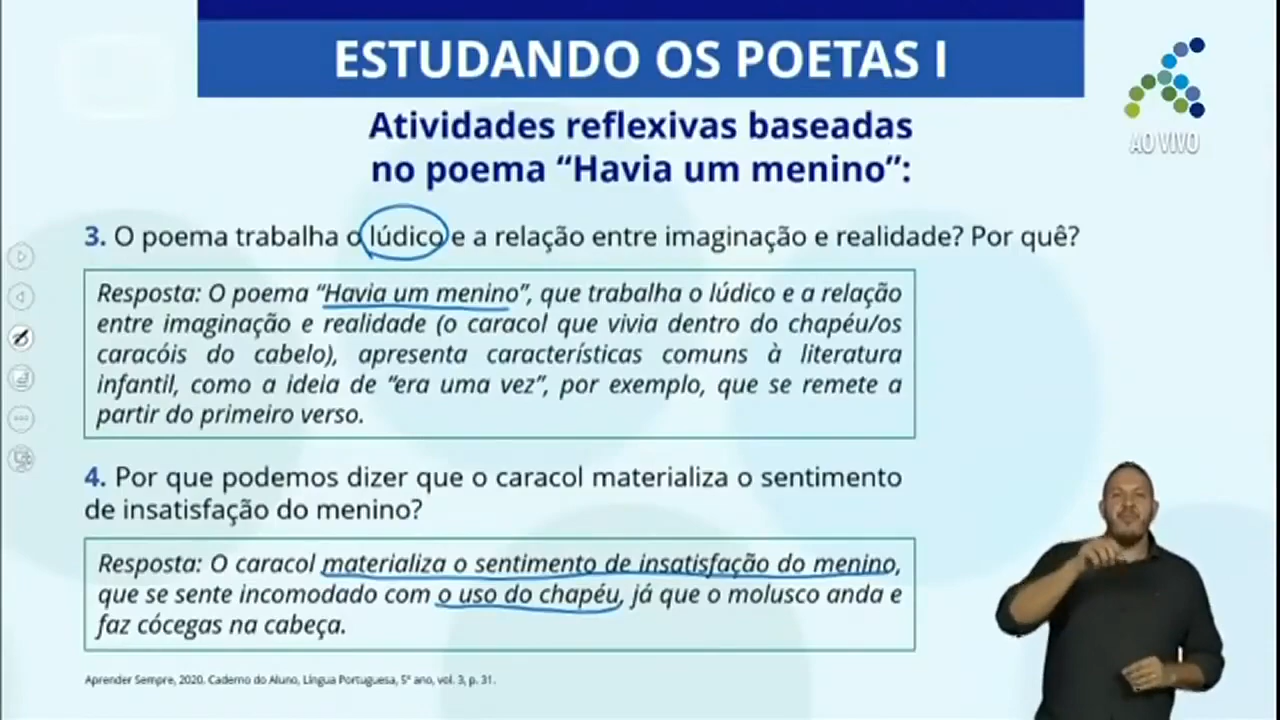 ESTUDANDO OS POETAS I
AO VIVO
Atividades reflexivas baseadas
no poema “Havia um menino”:
3. O poema trabalha o lúdico e a relação entre imaginação e realidade? Por quê?
Resposta: O poema “Havia um menino”, que trabalha o lúdico e a relação
entre imaginação e realidade (o caracol que vivia dentro do chapéu/os
caracóis do cabelo), apresenta características comuns à literatura
infantil, como a ideia de “era uma vez”, por exemplo, que se remete a
partir do primeiro verso.
4. Por que podemos dizer que o caracol materializa o sentimento
de insatisfação do menino?
Resposta: O caracol materializa o sentimento de insatisfação do menino,
que se sente incomodado com o uso do chapéu, já que o molusco anda e
faz cócegas na cabeça.
Aprender Sempre, 2020. Caderno do Aluno, Língua Portuguesa, 5º ano, vol. 3, p. 31.